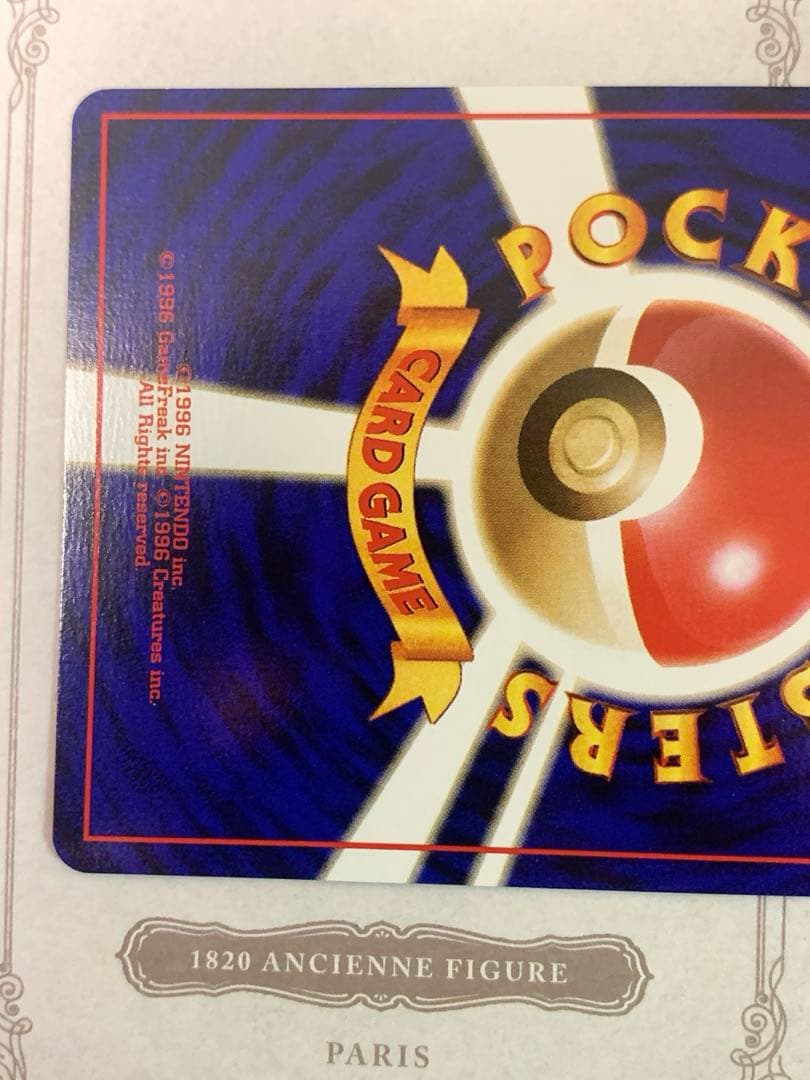 POCK
CARD GAME
STERS
©1996 NINTENDO inc.
©1996 GameFreak inc. ©1996 Creatures inc.
All Rights reserved.
1820 ANCIENNE FIGURE
PARIS